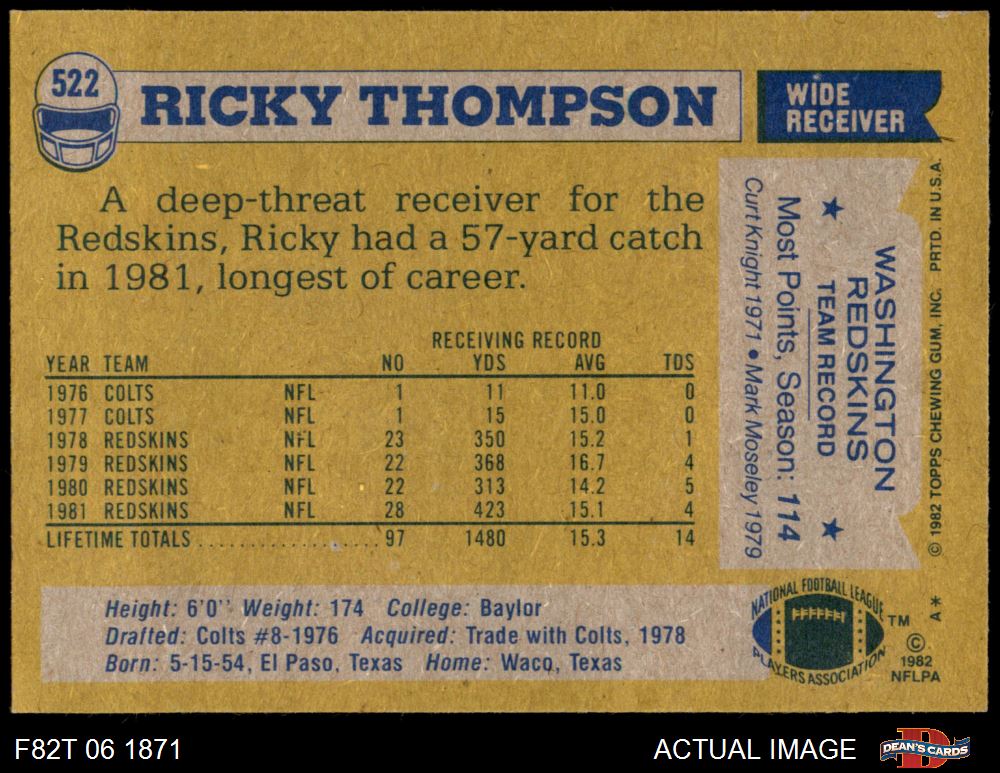 522
RICKY THOMPSON
WIDE
RECEIVER
A deep-threat receiver for the
Redskins, Ricky had a 57-yard catch
in 1981, longest of career.
RECEIVING RECORD
YEAR TEAM NO YDS AVG TDS
1976 COLTS NFL 1 11 11.0 0
1977 COLTS NFL 1 15 15.0 0
1978 REDSKINS NFL 23 350 15.2 1
1979 REDSKINS NFL 22 368 16.7 4
1980 REDSKINS NFL 22 313 14.2 5
1981 REDSKINS NFL 28 423 15.1 4
LIFETIME TOTALS 97 1480 15.3 14
WASHINGTON
REDSKINS
★ TEAM RECORD ★
Most Points, Season: 114
Curt Knight 1971 • Mark Moseley 1979
© 1982 TOPPS CHEWING GUM, INC. PRTD. IN U.S.A.
Height: 6'0" Weight: 174 College: Baylor
Drafted: Colts #8-1976 Acquired: Trade with Colts, 1978
Born: 5-15-54, El Paso, Texas Home: Waco, Texas
NATIONAL FOOTBALL LEAGUE
PLAYERS ASSOCIATION
TM
©
1982
NFLPA
A*
F82T 06 1871
ACTUAL IMAGE
DEAN'S CARDS